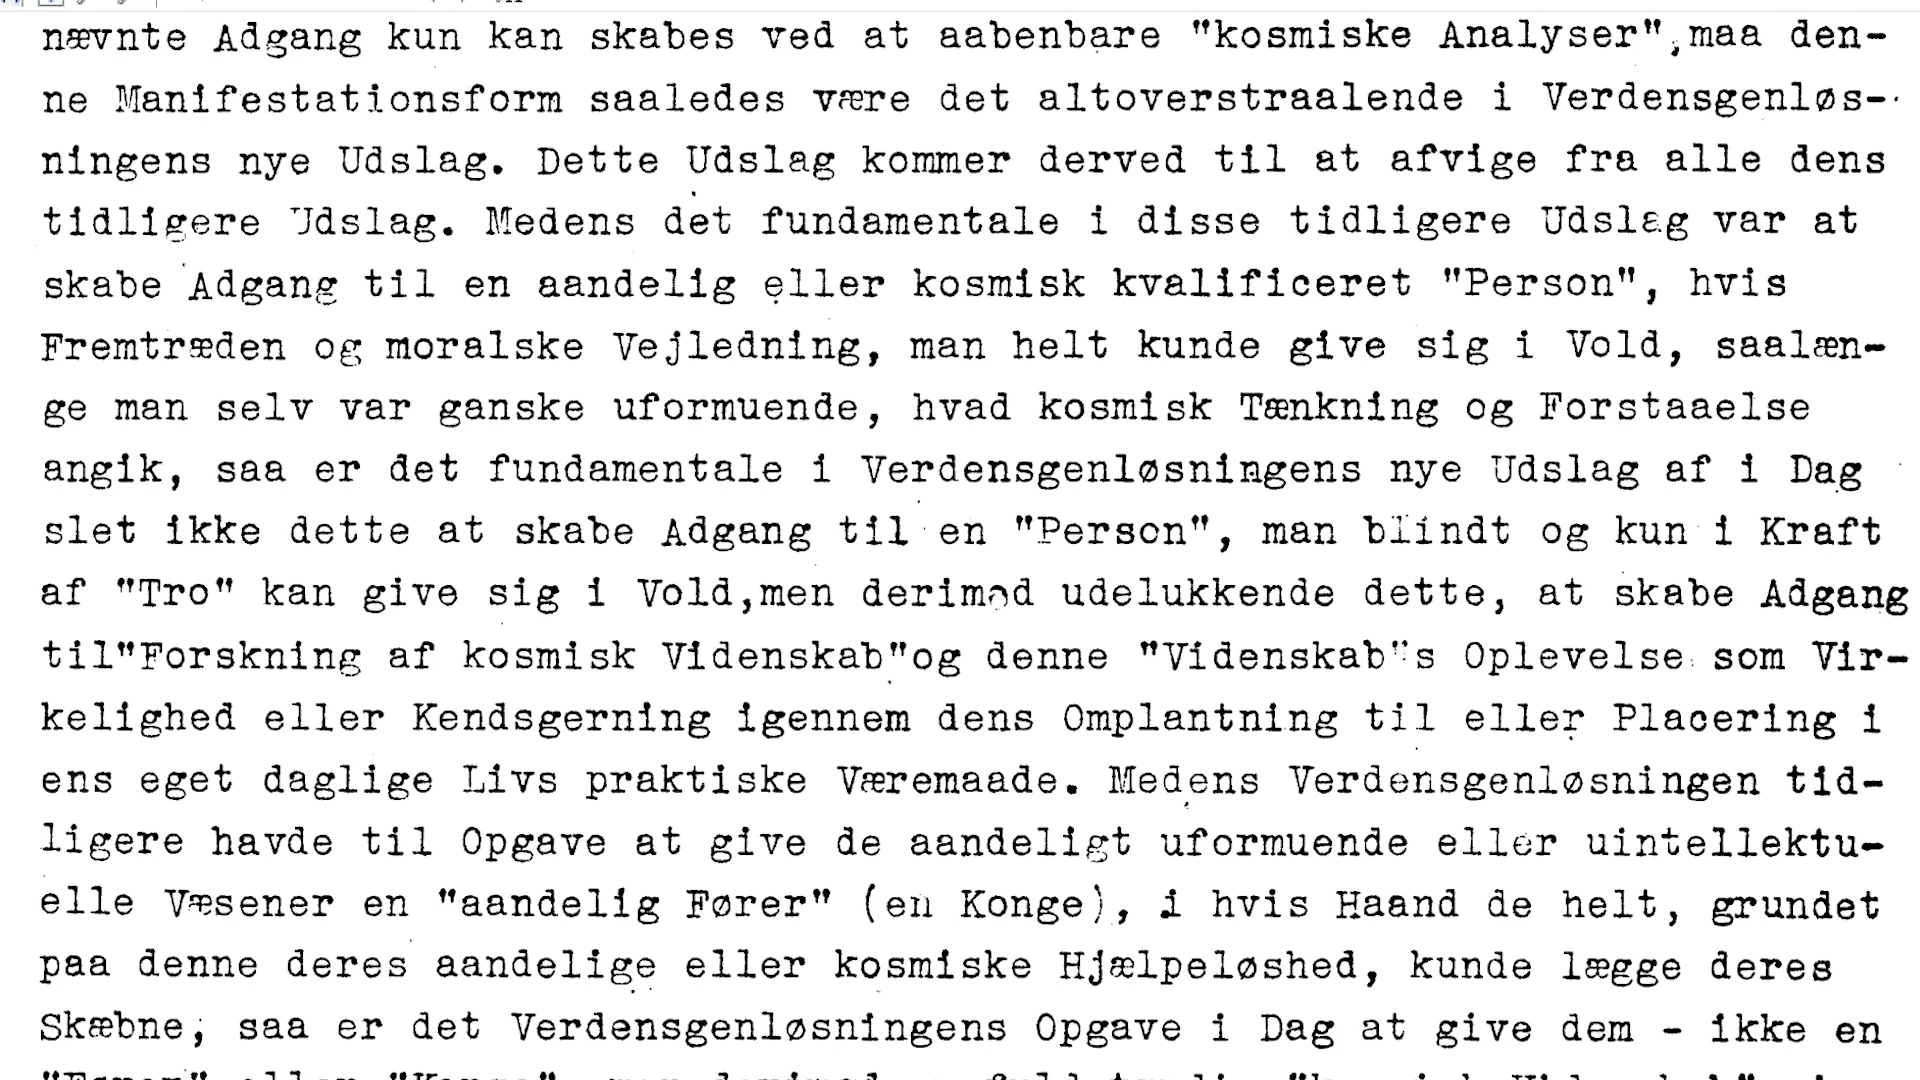 nævnte Adgang kun kan skabes ved at aabenbare "kosmiske Analyser",maa den-
ne Manifestationsform saaledes være det altoverstraalende i Verdensgenløs-
ningens nye Udslag. Dette Udslag kommer derved til at afvige fra alle dens
tidligere Udslag. Medens det fundamentale i disse tidligere Udslag var at
skabe Adgang til en aandelig eller kosmisk kvalificeret "Person", hvis
Fremtræden og moralske Vejledning, man helt kunde give sig i Vold, saalæn-
ge man selv var ganske uformuende, hvad kosmisk Tænkning og Forstaaelse
angik, saa er det fundamentale i Verdensgenløsningens nye Udslag af i Dag
slet ikke dette at skabe Adgang til en "Person", man blindt og kun i Kraft
af "Tro" kan give sig i Vold,men derimod udelukkende dette, at skabe Adgang
til"Forskning af kosmisk Videnskab"og denne "Videnskab"s Oplevelse som Vir-
kelighed eller Kendsgerning igennem dens Omplantning til eller Placering i
ens eget daglige Livs praktiske Væremaade. Medens Verdensgenløsningen tid-
ligere havde til Opgave at give de aandeligt uformuende eller uintellektu-
elle Væsener en "aandelig Fører" (en Konge), i hvis Haand de helt, grundet
paa denne deres aandelige eller kosmiske Hjælpeløshed, kunde lægge deres
Skæbne, saa er det Verdensgenløsningens Opgave i Dag at give dem - ikke en